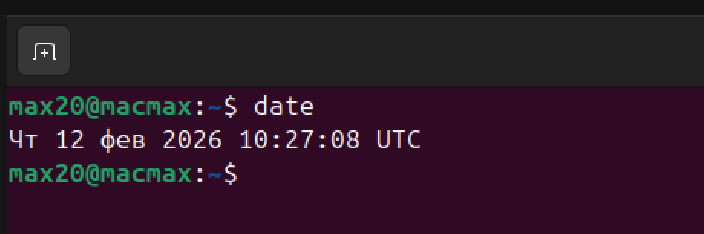 max20@macmax:~$ date
Чт 12 фев 2026 10:27:08 UTC
max20@macmax:~$